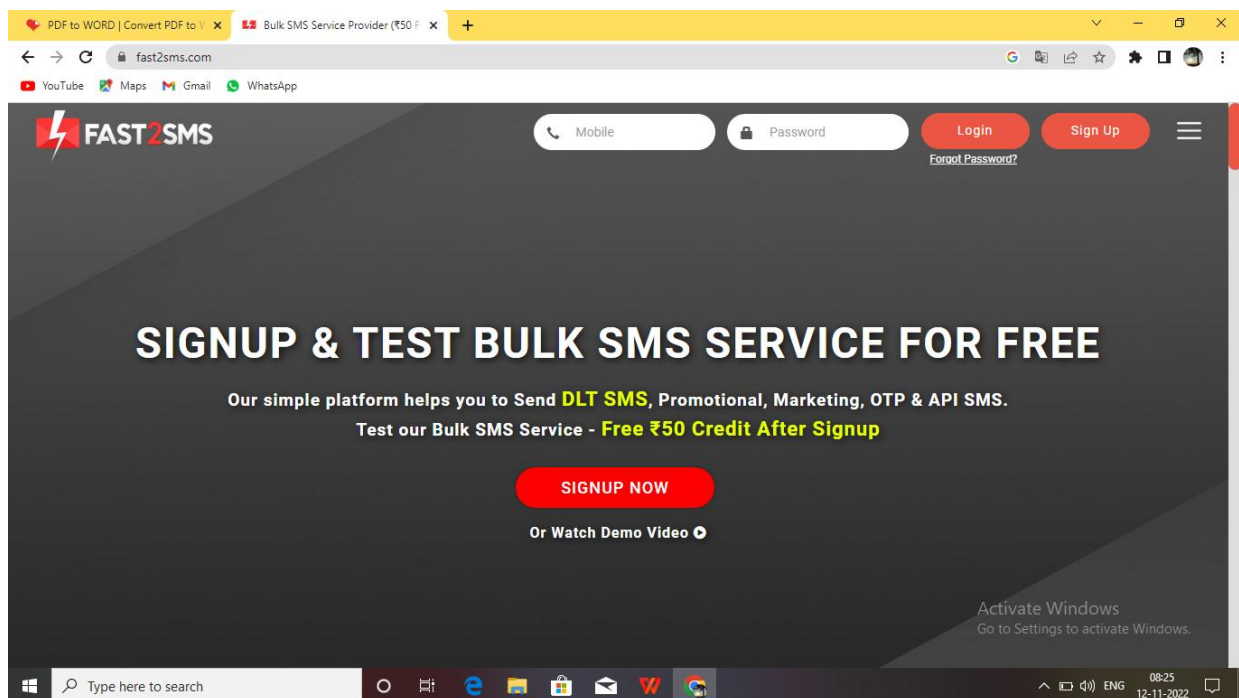 PDF to WORD | Convert PDF to W
Bulk SMS Service Provider (₹50 F
fast2sms.com
YouTube Maps Gmail WhatsApp
FAST2SMS
Mobile Password Login Sign Up
Forgot Password?
SIGNUP & TEST BULK SMS SERVICE FOR FREE
Our simple platform helps you to Send DLT SMS, Promotional, Marketing, OTP & API SMS.
Test our Bulk SMS Service - Free ₹50 Credit After Signup
SIGNUP NOW
Or Watch Demo Video
Activate Windows
Go to Settings to activate Windows.
Type here to search
ENG
08:25
12-11-2022